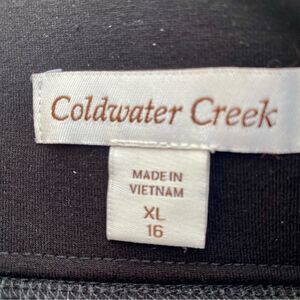 Coldwater Creek
MADE IN
VIETNAM
XL
16